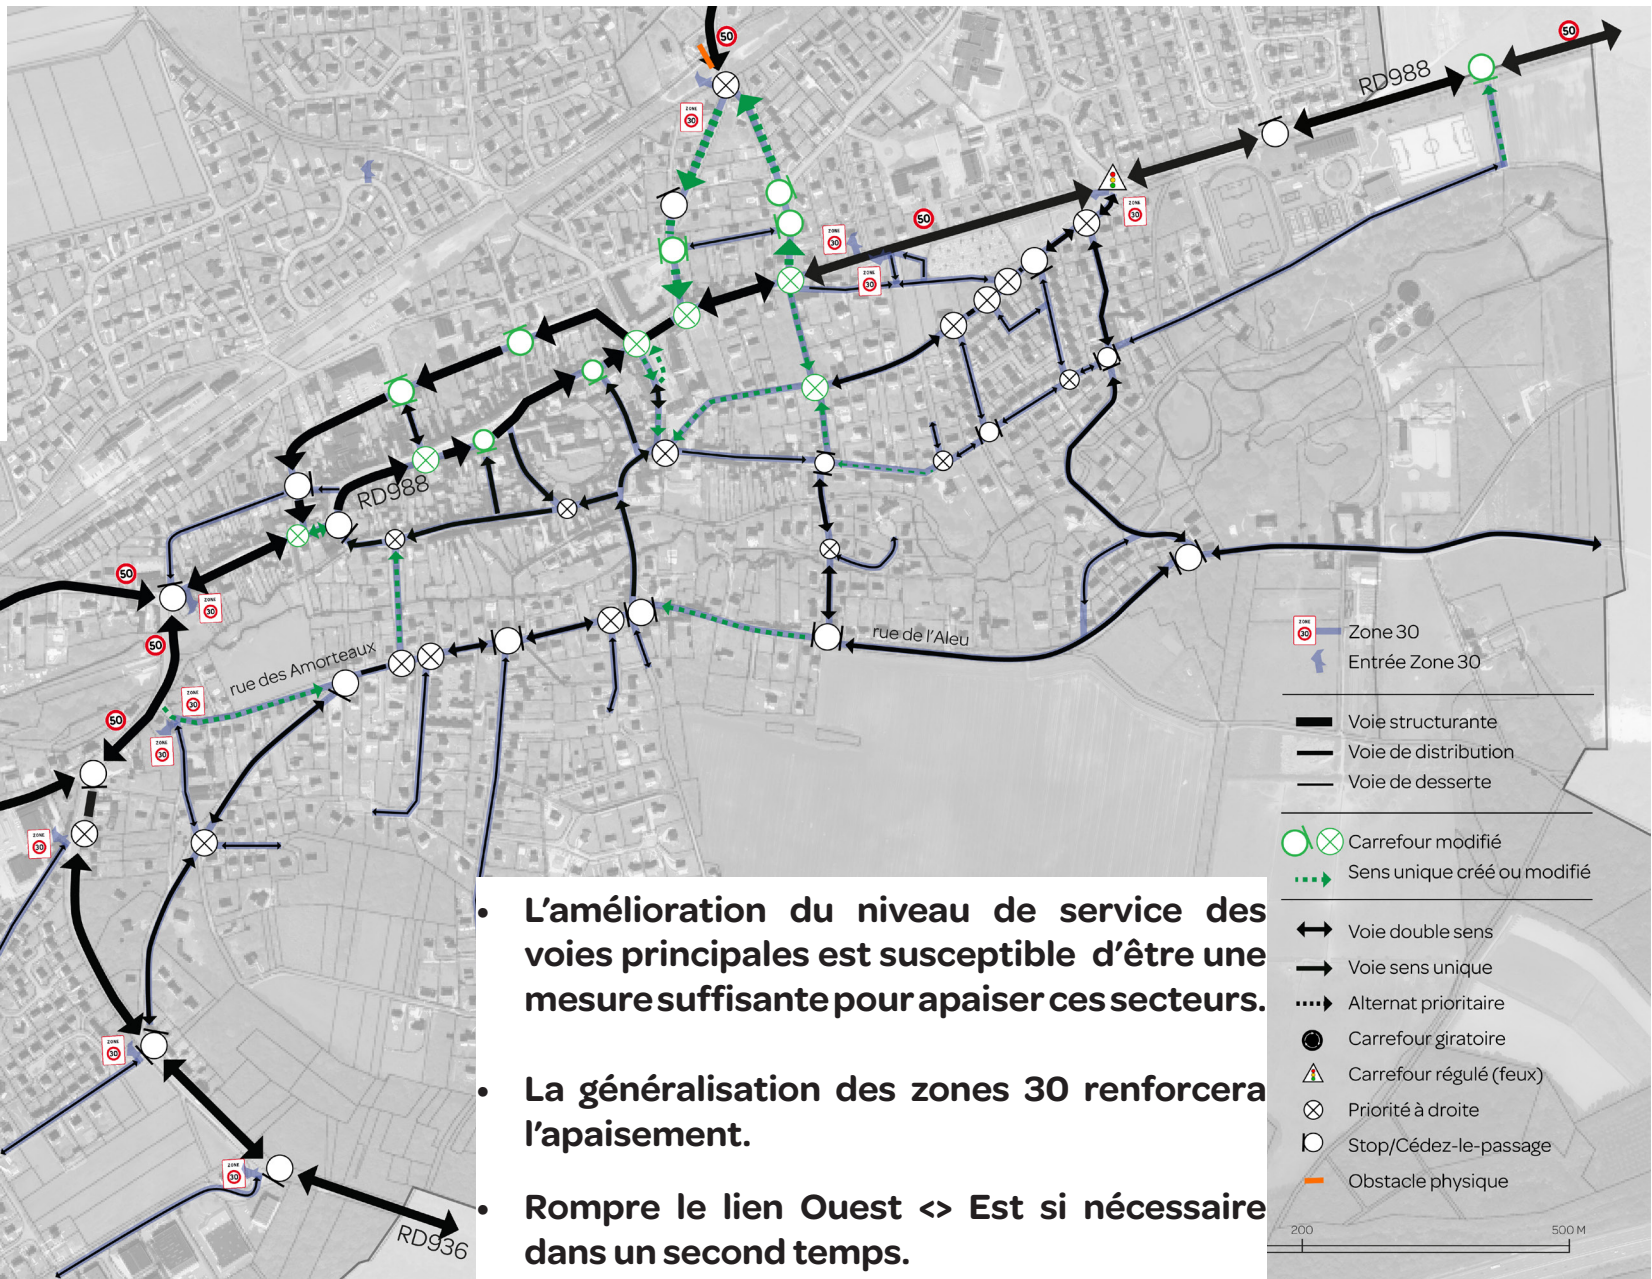 50
ZONE
30
50
RD988
50
ZONE
30
ZONE
30
ZONE
30
RD988
50
ZONE
30
50
rue de l'Aleu
rue des Amorteaux
ZONE
30
50
ZONE
30
ZONE
30
ZONE
30
ZONE
30
RD936
ZONE
30
Zone 30
Entrée Zone 30
Voie structurante
Voie de distribution
Voie de desserte
Carrefour modifié
Sens unique créé ou modifié
Voie double sens
Voie sens unique
Alternat prioritaire
Carrefour giratoire
Carrefour régulé (feux)
Priorité à droite
Stop/Cédez-le-passage
Obstacle physique
200
500 M
• L'amélioration du niveau de service des
voies principales est susceptible d'être une
mesure suffisante pour apaiser ces secteurs.
• La généralisation des zones 30 renforcera
l'apaisement.
• Rompre le lien Ouest <> Est si nécessaire
dans un second temps.